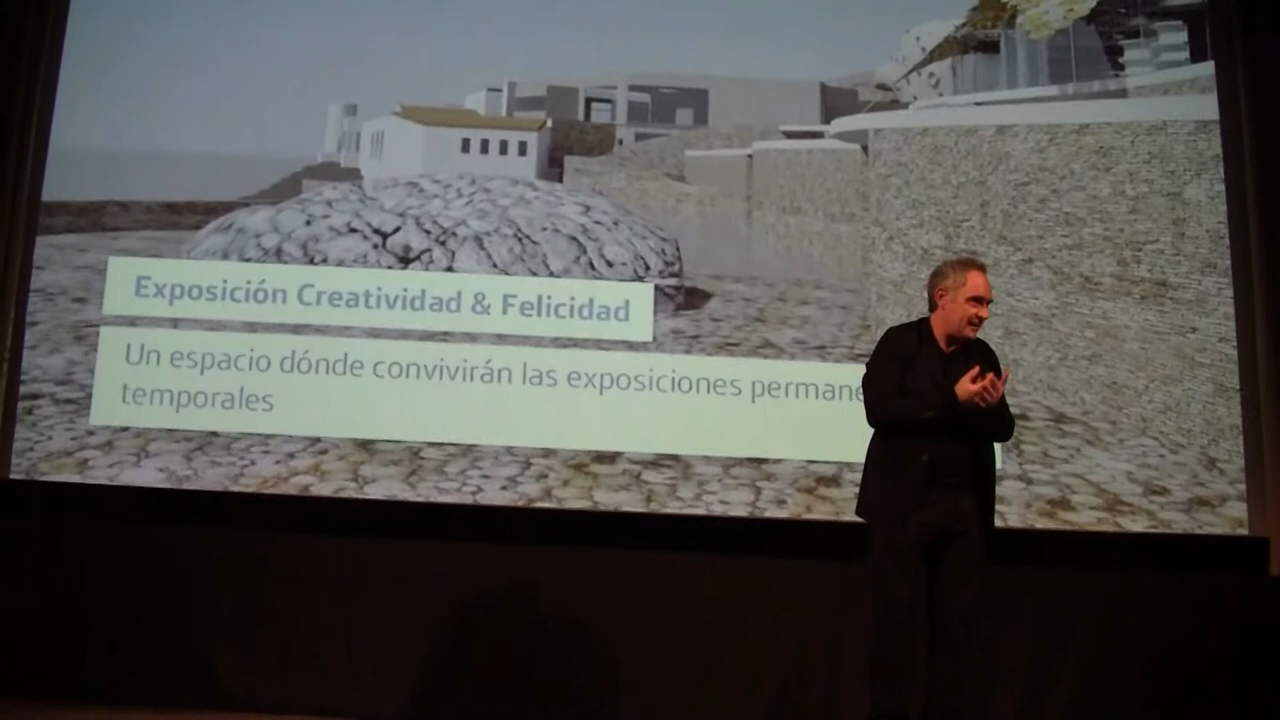 Exposición Creatividad & Felicidad
Un espacio dónde convivirán las exposiciones permane
temporales